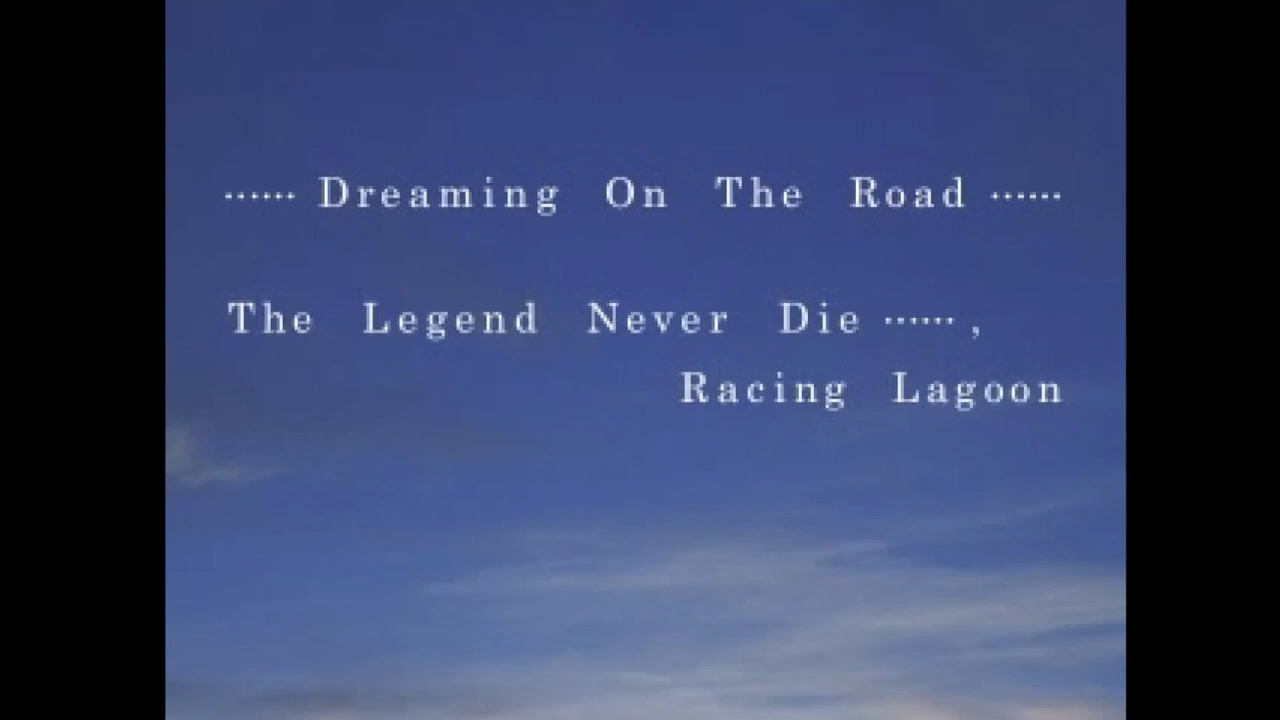 …… Dreaming On The Road ……
The Legend Never Die ……,
Racing Lagoon